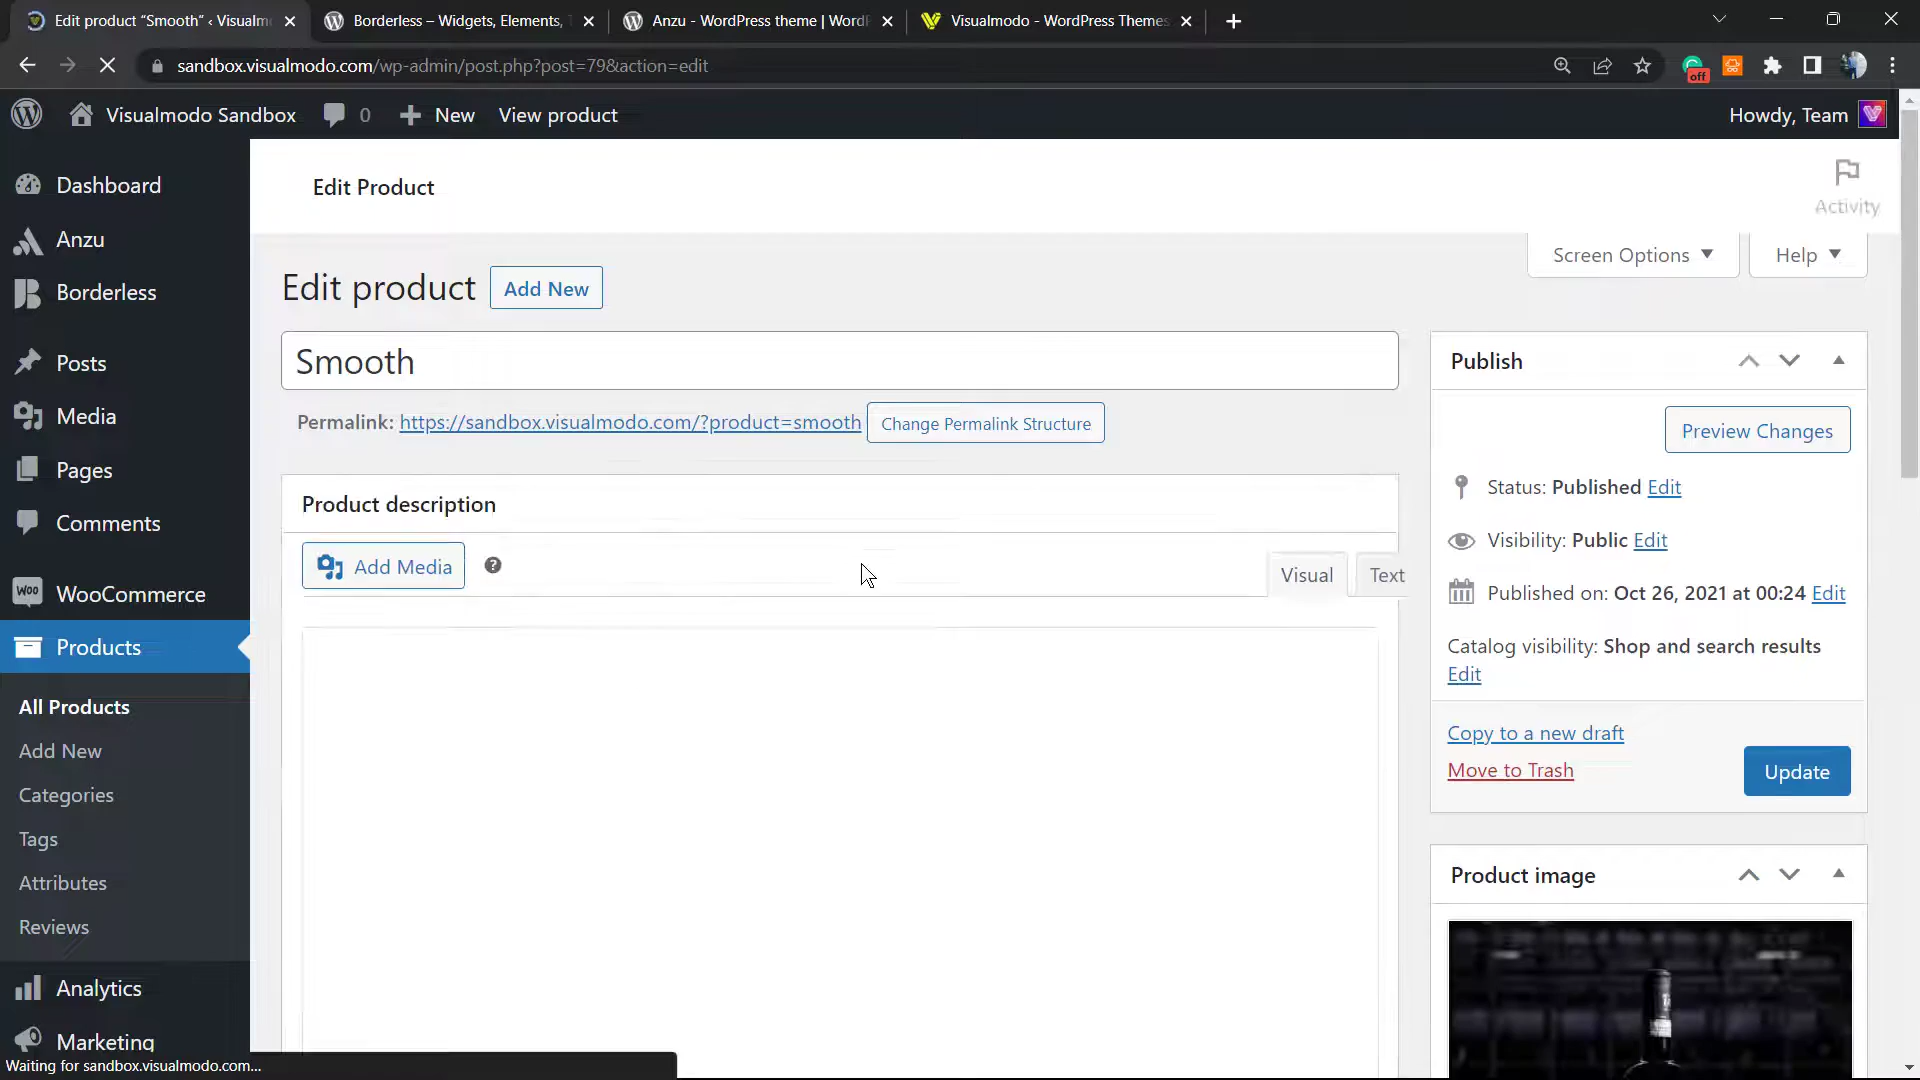 Edit product “Smooth” ‹ Visualm
Borderless – Widgets, Elements,
Anzu - WordPress theme | Word
Visualmodo - WordPress Themes
sandbox.visualmodo.com/wp-admin/post.php?post=79&action=edit
off
Visualmodo Sandbox
0
New
View product
Howdy, Team
Dashboard
Anzu
Borderless
Posts
Media
Pages
Comments
WooCommerce
Products
All Products
Add New
Categories
Tags
Attributes
Reviews
Analytics
Marketing
Edit Product
Activity
Screen Options
Help
Edit product
Add New
Smooth
Permalink: https://sandbox.visualmodo.com/?product=smooth
Change Permalink Structure
Product description
Add Media
Visual
Text
Publish
Preview Changes
Status: Published Edit
Visibility: Public Edit
Published on: Oct 26, 2021 at 00:24 Edit
Catalog visibility: Shop and search results
Edit
Copy to a new draft
Move to Trash
Update
Product image
Waiting for sandbox.visualmodo.com...